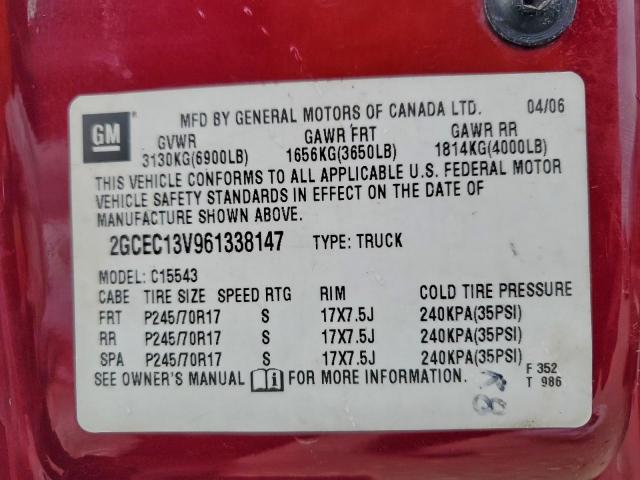 MFD BY GENERAL MOTORS OF CANADA LTD. 04/06
GM
GVWR GAWR FRT GAWR RR
3130KG(6900LB) 1656KG(3650LB) 1814KG(4000LB)
THIS VEHICLE CONFORMS TO ALL APPLICABLE U.S. FEDERAL MOTOR
VEHICLE SAFETY STANDARDS IN EFFECT ON THE DATE OF
MANUFACTURE SHOWN ABOVE.
2GCEC13V961338147 TYPE: TRUCK
MODEL: C15543
CABE TIRE SIZE SPEED RTG RIM COLD TIRE PRESSURE
FRT P245/70R17 S 17X7.5J 240KPA(35PSI)
RR P245/70R17 S 17X7.5J 240KPA(35PSI)
SPA P245/70R17 S 17X7.5J 240KPA(35PSI)
SEE OWNER'S MANUAL i FOR MORE INFORMATION.
F 352
T 986